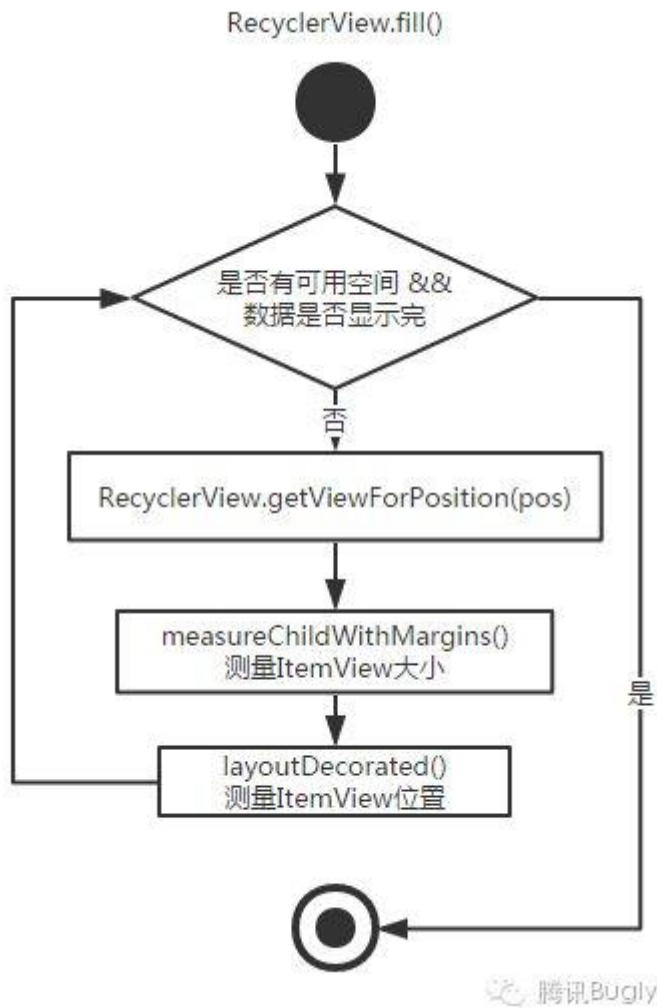 RecyclerView.fill()
是否有可用空间 &&
数据是否显示完
否
RecyclerView.getViewForPosition(pos)
measureChildWithMargins()
测量ItemView大小
是
layoutDecorated()
测量ItemView位置
腾讯Bugly